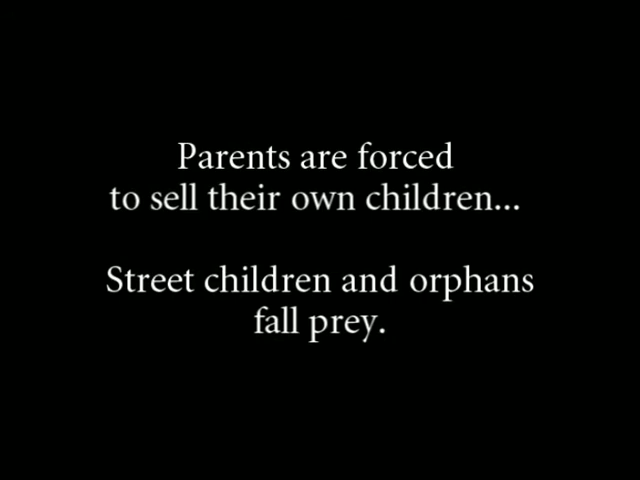 Parents are forced
to sell their own children...
Street children and orphans
fall prey.